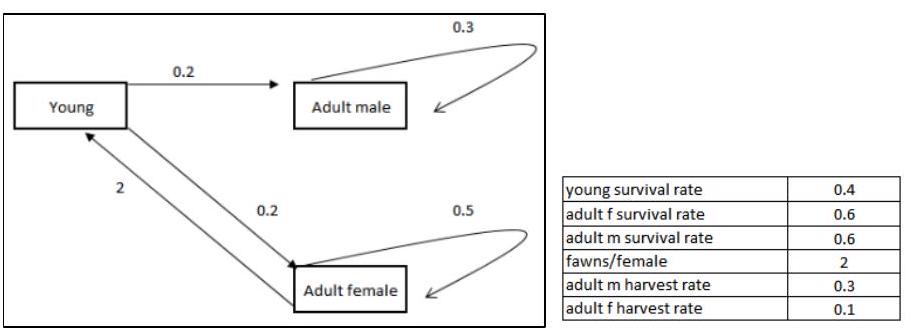 0.3
0.2
Young
Adult male
2
0.2
0.5
Adult female
young survival rate 0.4
adult f survival rate 0.6
adult m survival rate 0.6
fawns/female 2
adult m harvest rate 0.3
adult f harvest rate 0.1